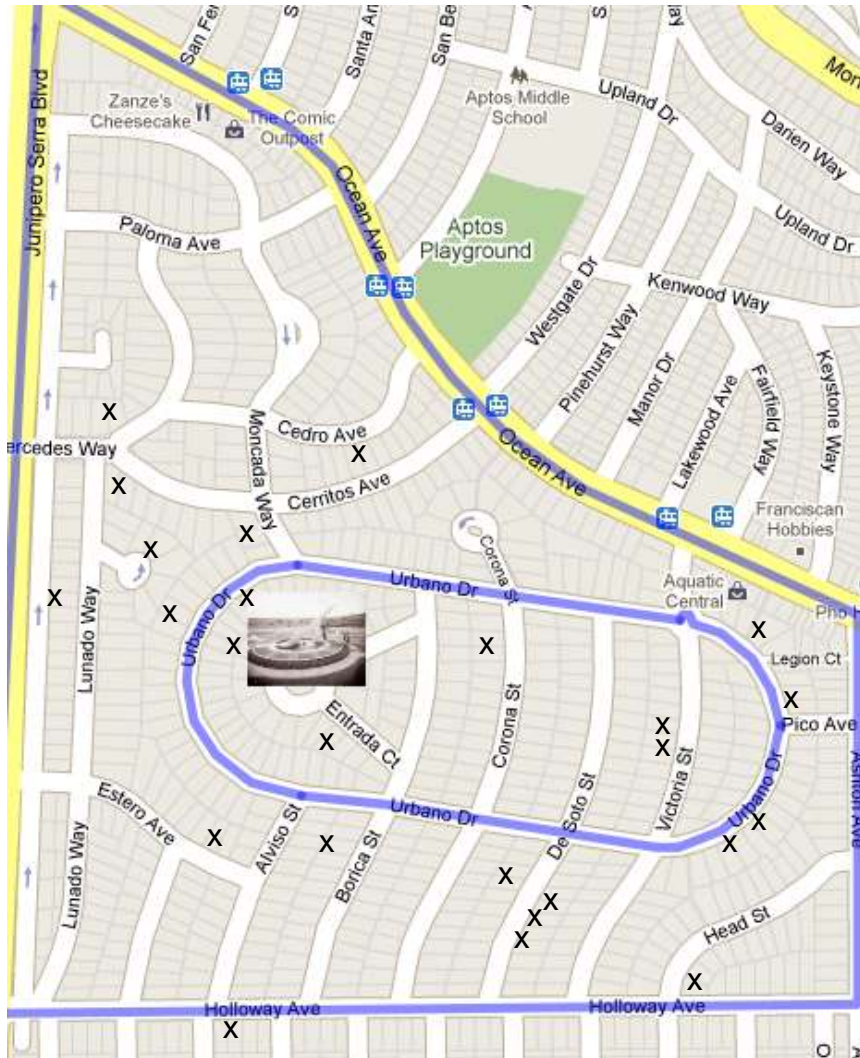 San Fer
Santa An
San Be
Way
Mon
Junipero Serra Blvd
Zanze's
Cheesecake
The Comic
Outpost
Aptos Middle
School
Upland Dr
Darien Way
Upland Dr
Ocean Ave
Paloma Ave
Aptos
Playground
Westgate Dr
Kenwood Way
Pinehurst Way
Manor Dr
Lakewood Ave
Fairfield Way
Keystone Way
x
Cedro Ave
Moncada Way
ercedes Way
x
Ocean Ave
x
Cerritos Ave
Franciscan
Hobbies
x
x
Corona St
Urbano Dr
Aquatic
Central
Urbano Dr
x
x
x
Pho
Lunado Way
x
x
x
Legion Ct
x
Pico Ave
Entrada Ct
Corona St
x
x
x
Victoria St
Urbano Dr
Ashton Ave
Estero Ave
Urbano Dr
De Soto St
x
x
x
x
Alviso St
Borica St
Lunado Way
x
x
x
x
Head St
x
Holloway Ave
Holloway Ave
x
O